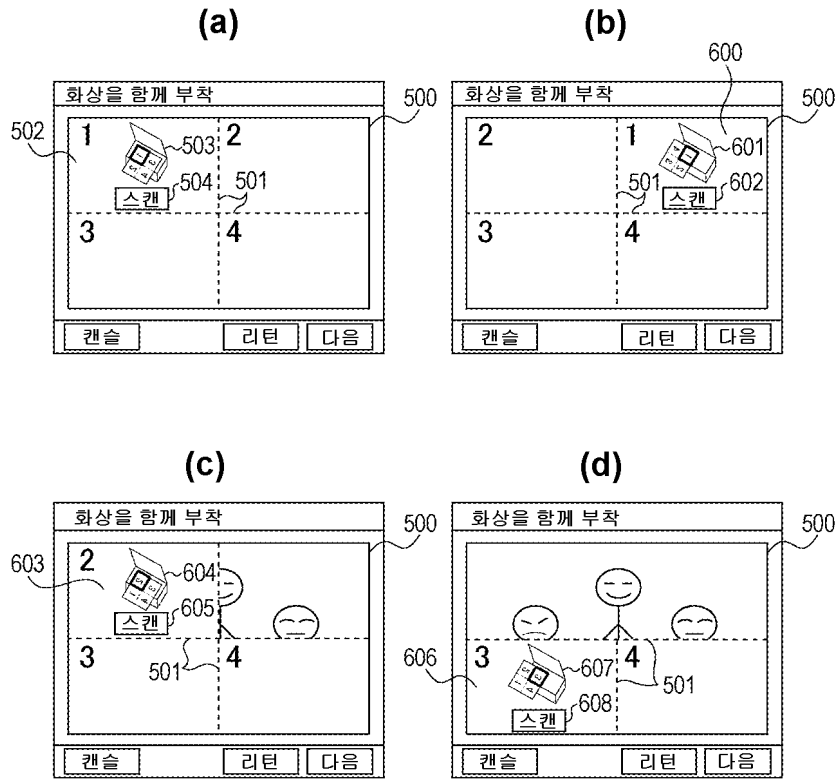 (a)
화상을 함께 부착
500
502
1
2
503
504
스캔
501
3
4
캔슬
리턴
다음
(b)
600
화상을 함께 부착
500
2
1
601
501
602
스캔
3
4
캔슬
리턴
다음
(c)
화상을 함께 부착
500
603
2
604
605
스캔
3
501
4
캔슬
리턴
다음
(d)
화상을 함께 부착
500
606
3
607
4
501
608
스캔
캔슬
리턴
다음